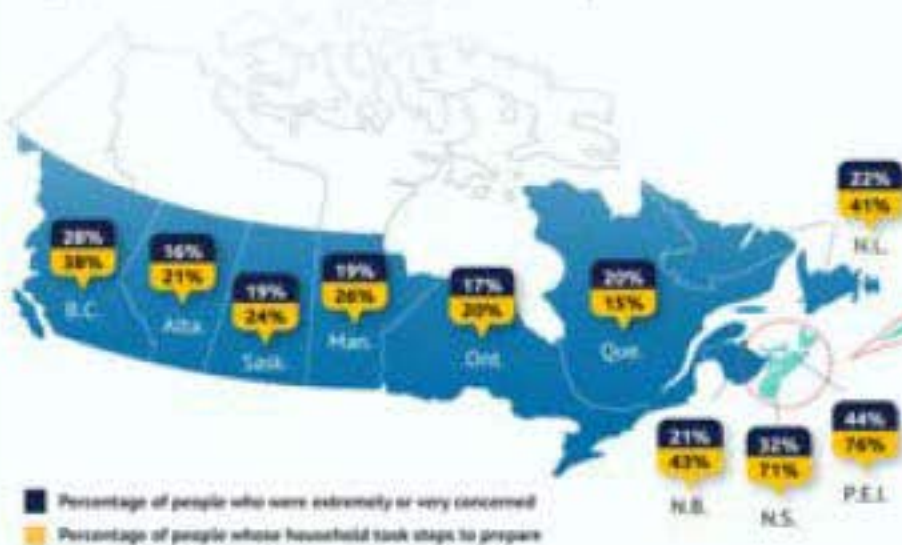 28%
38%
B.C.
16%
21%
Alta.
19%
24%
Sask.
19%
26%
Man.
17%
20%
Ont.
20%
15%
Que.
22%
41%
N.L.
21%
43%
N.B.
32%
71%
N.S.
44%
76%
P.E.I.
Percentage of people who were extremely or very concerned
Percentage of people whose household took steps to prepare